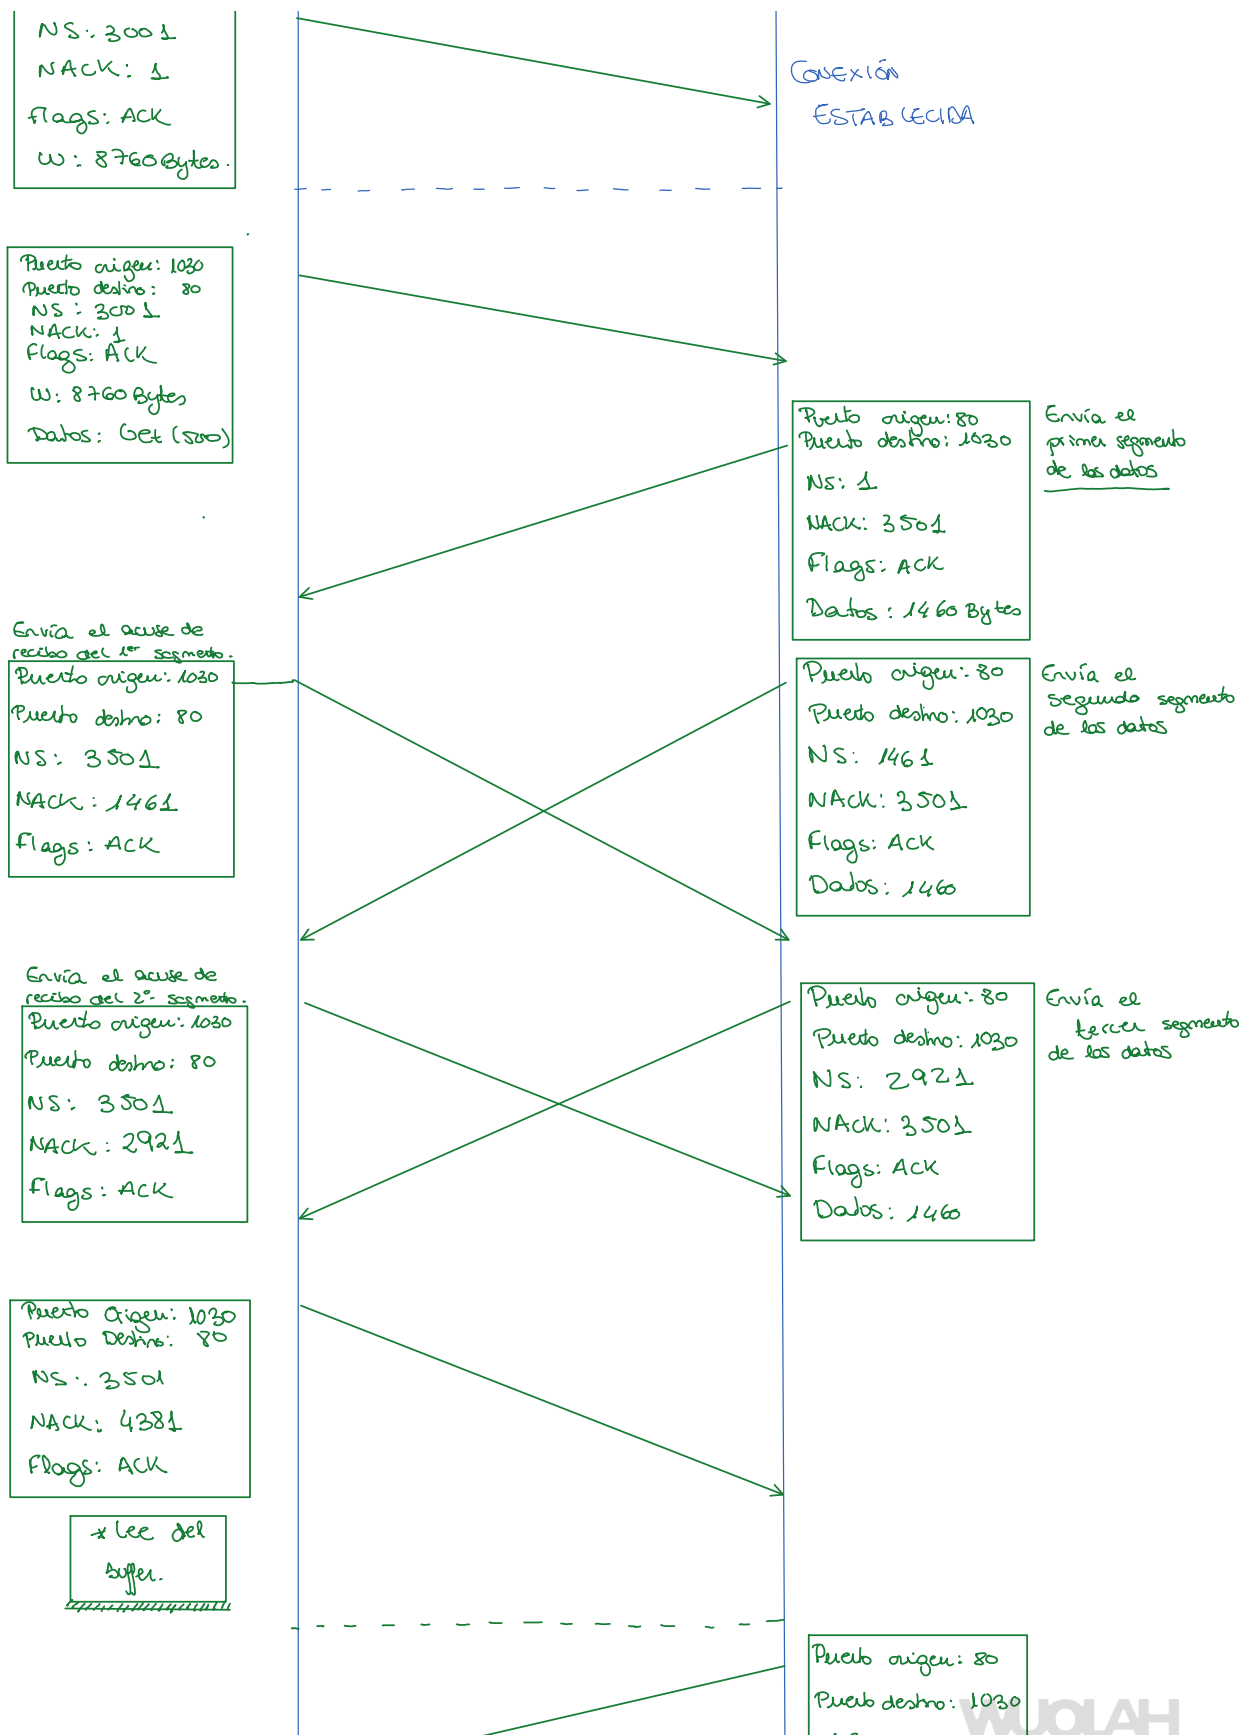 NS: 3001
NACK: 1
Flags: ACK
W: 8760 Bytes.
CONEXIÓN
ESTABLECIDA
Puerto origen: 1030
Puerto destino: 80
NS: 3001
NACK: 1
Flags: ACK
W: 8760 Bytes
Datos: Get (500)
Puerto origen: 80
Puerto destino: 1030
NS: 1
NACK: 3501
Flags: ACK
Datos: 1460 Bytes
Envía el
primer segmento
de los datos
Envía el acuse de
recibo del 1er segmento.
Puerto origen: 1030
Puerto destino: 80
NS: 3501
NACK: 1461
Flags: ACK
Puerto origen: 80
Puerto destino: 1030
NS: 1461
NACK: 3501
Flags: ACK
Datos: 1460
Envía el
segundo segmento
de los datos
Envía el acuse de
recibo del 2º segmento.
Puerto origen: 1030
Puerto destino: 80
NS: 3501
NACK: 2921
Flags: ACK
Puerto origen: 80
Puerto destino: 1030
NS: 2921
NACK: 3501
Flags: ACK
Datos: 1460
Envía el
tercer segmento
de los datos
Puerto Origen: 1030
Puerto Destino: 80
NS: 3501
NACK: 4381
Flags: ACK
* Lee del
Buffer.
Puerto origen: 80
Puerto destino: 1030
WUOLAH